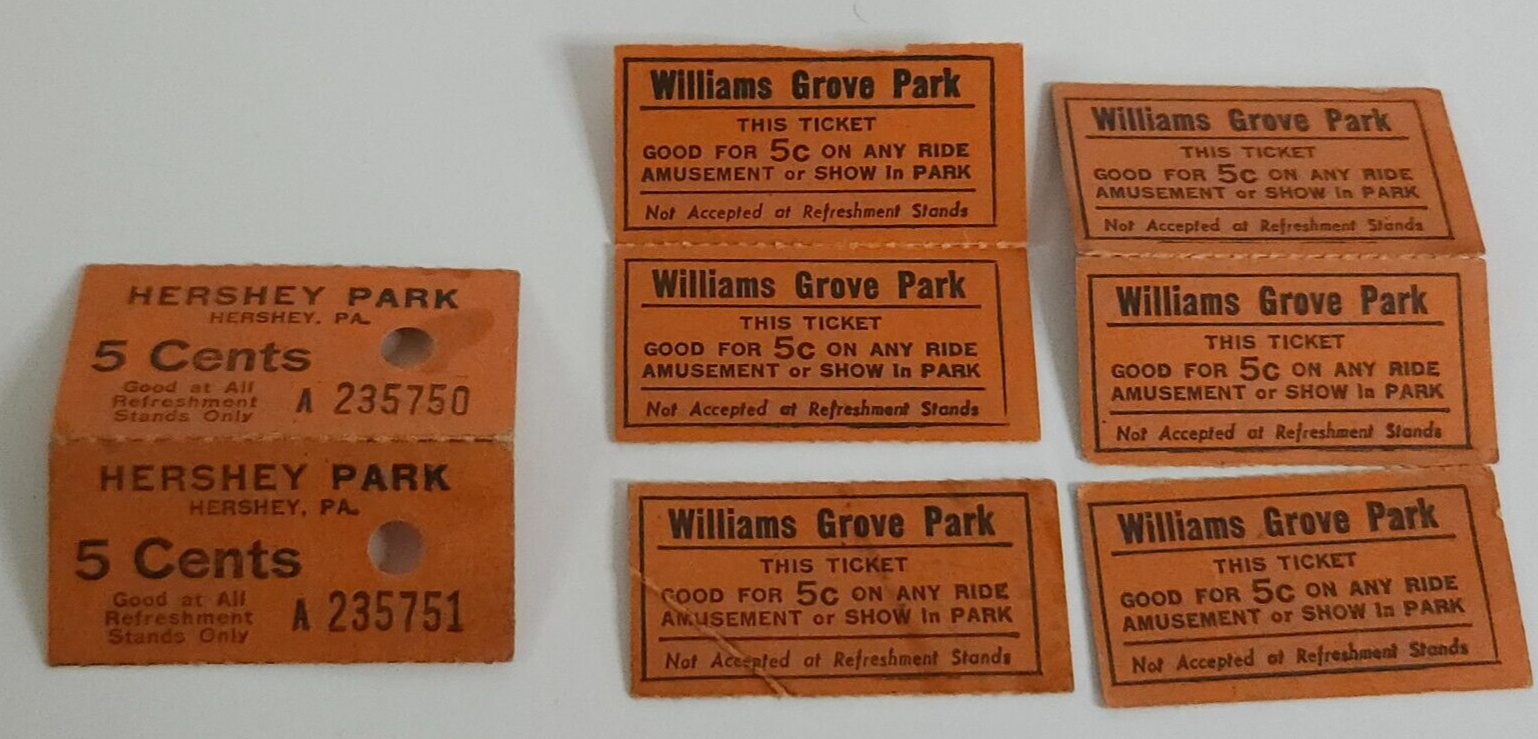 HERSHEY PARK
HERSHEY, PA.
5 Cents
Good at All
Refreshment
Stands Only
A 235750
HERSHEY PARK
HERSHEY, PA.
5 Cents
Good at All
Refreshment
Stands Only
A 235751
Williams Grove Park
THIS TICKET
GOOD FOR 5c ON ANY RIDE
AMUSEMENT or SHOW In PARK
Not Accepted at Refreshment Stands
Williams Grove Park
THIS TICKET
GOOD FOR 5c ON ANY RIDE
AMUSEMENT or SHOW In PARK
Not Accepted at Refreshment Stands
Williams Grove Park
THIS TICKET
GOOD FOR 5c ON ANY RIDE
AMUSEMENT or SHOW In PARK
Not Accepted at Refreshment Stands
Williams Grove Park
THIS TICKET
GOOD FOR 5c ON ANY RIDE
AMUSEMENT or SHOW In PARK
Not Accepted at Refreshment Stands
Williams Grove Park
THIS TICKET
GOOD FOR 5c ON ANY RIDE
AMUSEMENT or SHOW In PARK
Not Accepted at Refreshment Stands
Williams Grove Park
THIS TICKET
GOOD FOR 5c ON ANY RIDE
AMUSEMENT or SHOW In PARK
Not Accepted at Refreshment Stands